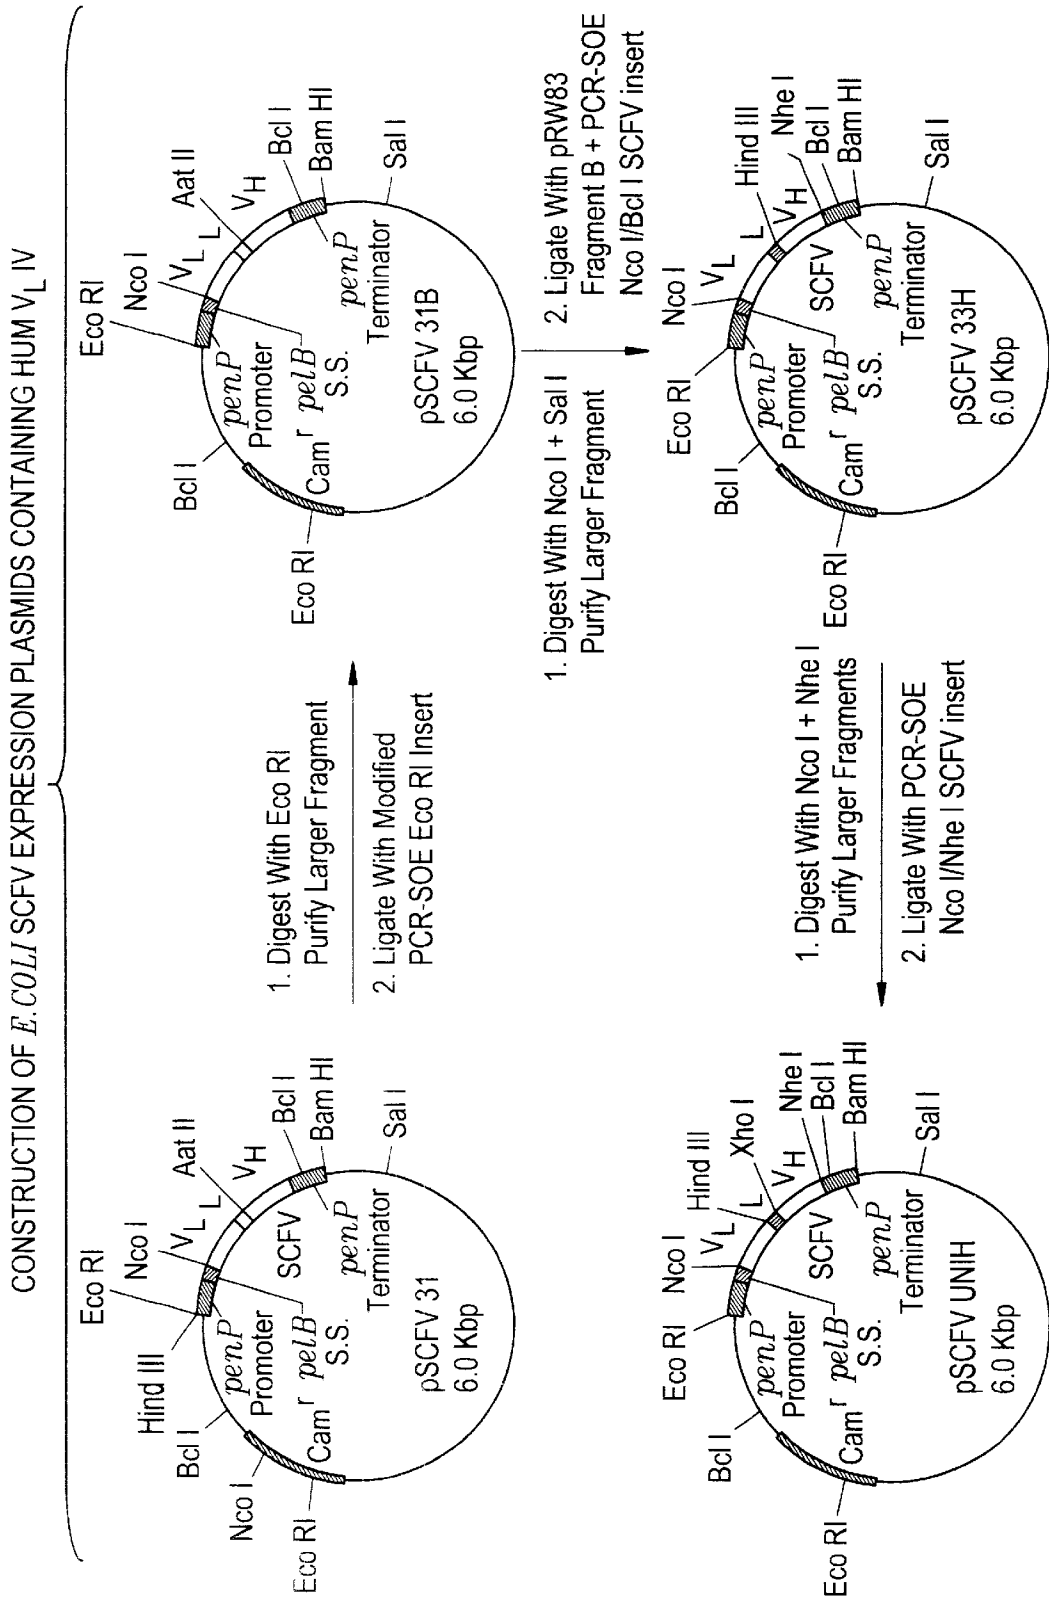 CONSTRUCTION OF E.COLI SCFV EXPRESSION PLASMIDS CONTAINING HUM VL IV
Eco RI
Hind III
Bcl I
Nco I
Eco RI
Nco I
VL
L
Aat II
VH
Bcl I
Bam HI
Sal I
penP
Promoter
Camr
pelB
S.S.
SCFV
penP
Terminator
pSCFV 31
6.0 Kbp
1. Digest With Eco RI
Purify Larger Fragment
2. Ligate With Modified
PCR-SOE Eco RI Insert
Eco RI
Bcl I
Eco RI
Nco I
VL
L
Aat II
VH
Bcl I
Bam HI
Sal I
penP
Promoter
Camr
pelB
S.S.
penP
Terminator
pSCFV 31B
6.0 Kbp
1. Digest With Nco I + Sal I
Purify Larger Fragment
2. Ligate With pRW83
Fragment B + PCR-SOE
Nco I/Bcl I SCFV insert
Eco RI
Bcl I
Eco RI
Nco I
VL
L
Hind III
VH
Nhe I
Bcl I
Bam HI
Sal I
penP
Promoter
Camr
pelB
S.S.
SCFV
penP
Terminator
pSCFV 33H
6.0 Kbp
1. Digest With Nco I + Nhe I
Purify Larger Fragments
2. Ligate With PCR-SOE
Nco I/Nhe I SCFV insert
Eco RI
Bcl I
Eco RI
Nco I
VL
Hind III
L
Xho I
VH
Nhe I
Bcl I
Bam HI
Sal I
penP
Promoter
Camr
pelB
S.S.
SCFV
penP
Terminator
pSCFV UNIH
6.0 Kbp